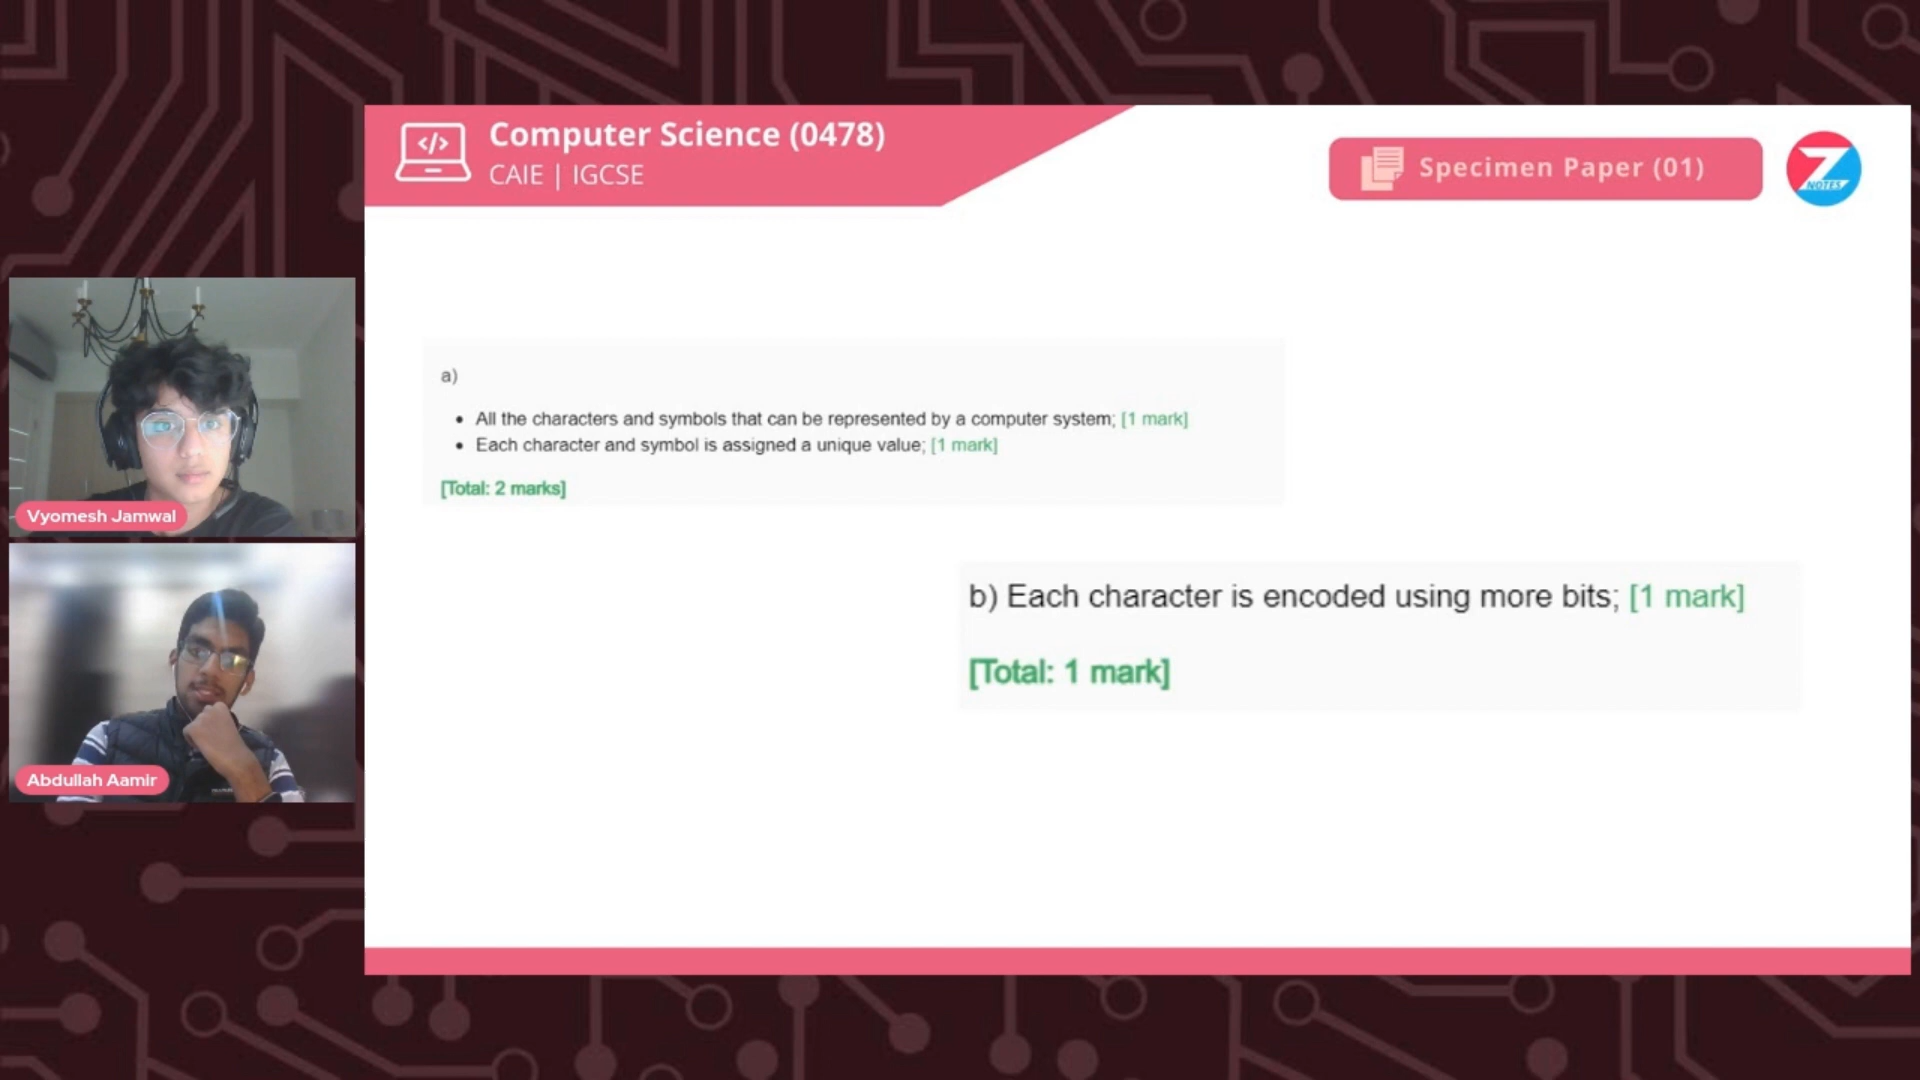 </>
Computer Science (0478)
CAIE | IGCSE
Specimen Paper (01)
Z
NOTES
a)
• All the characters and symbols that can be represented by a computer system; [1 mark]
• Each character and symbol is assigned a unique value; [1 mark]
[Total: 2 marks]
b) Each character is encoded using more bits; [1 mark]
[Total: 1 mark]
Vyomesh Jamwal
Abdullah Aamir